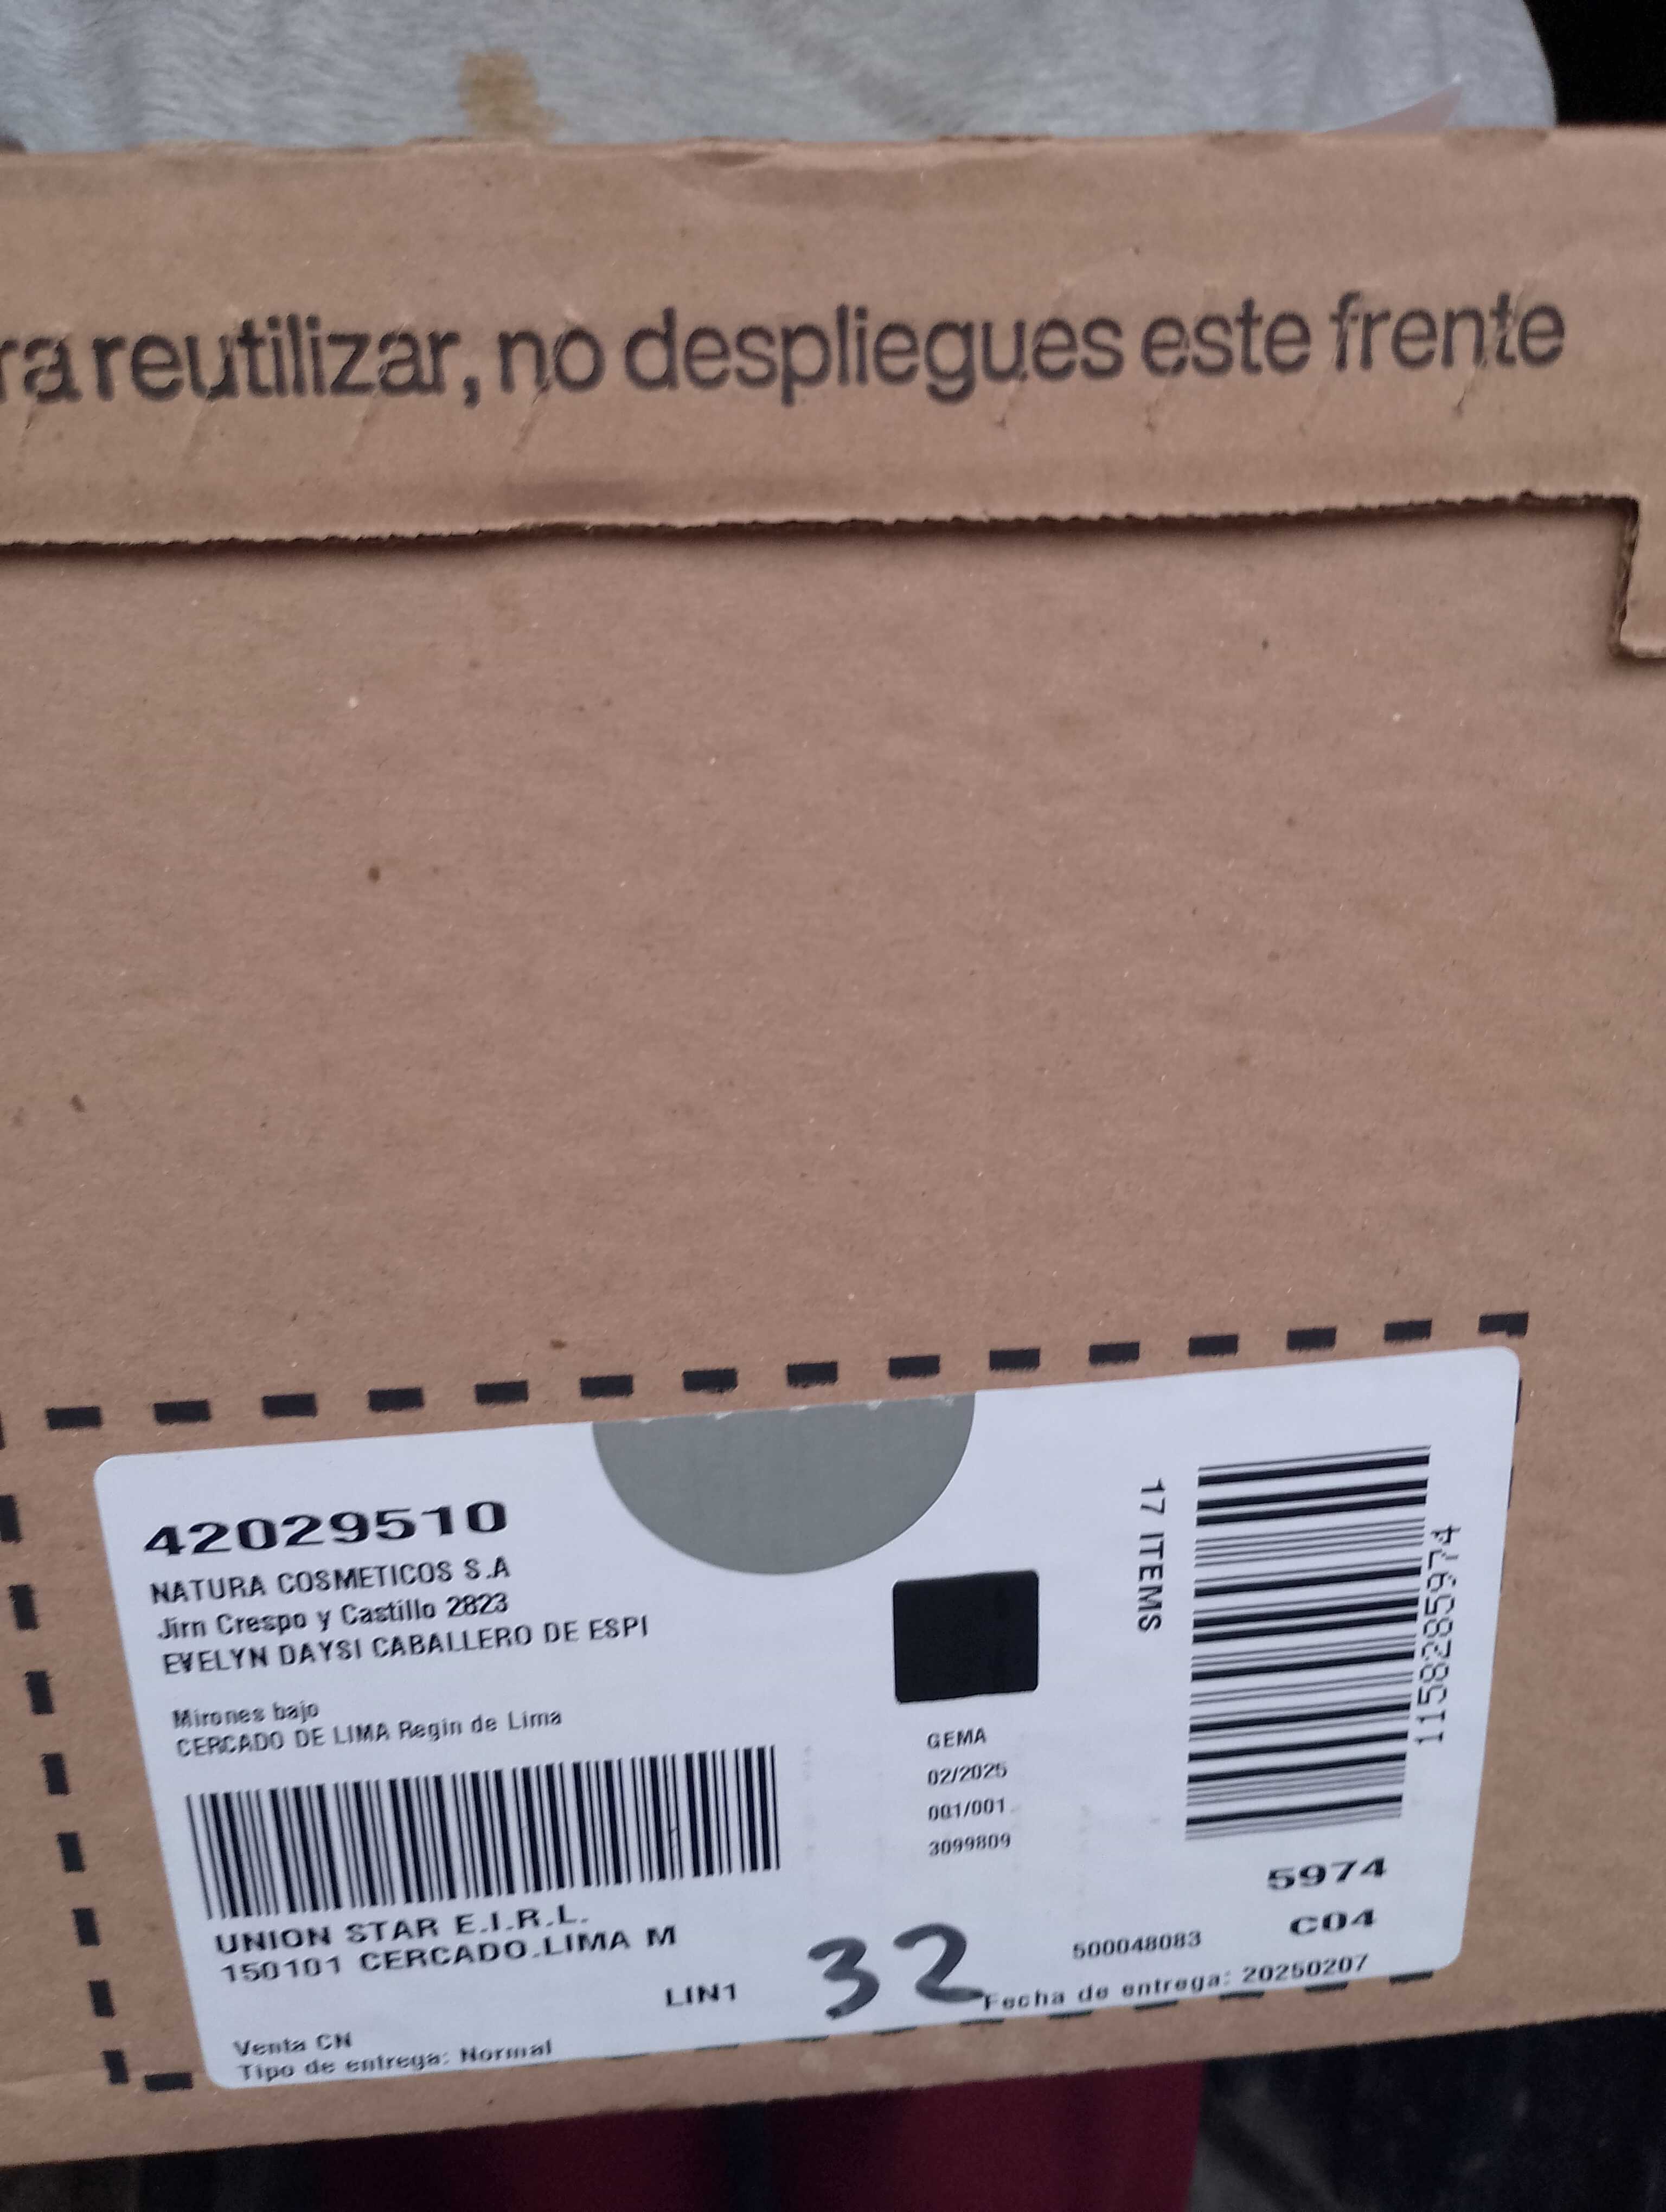 ra reutilizar, no despliegues este frente
42029510
NATURA COSMETICOS S.A
Jirn Crespo y Castillo 2823
EVELYN DAYSI CABALLERO DE ESPI
Mirones bajo
CERCADO DE LIMA Regin de Lima
UNION STAR E.I.R.L.
150101 CERCADO.LIMA M
LIN1
Venta CN
Tipo de entrega: Normal
32
GEMA
02/2025
001/001
3099809
17 ITEMS
1158285974
5974
C04
500048083
Fecha de entrega: 20250207